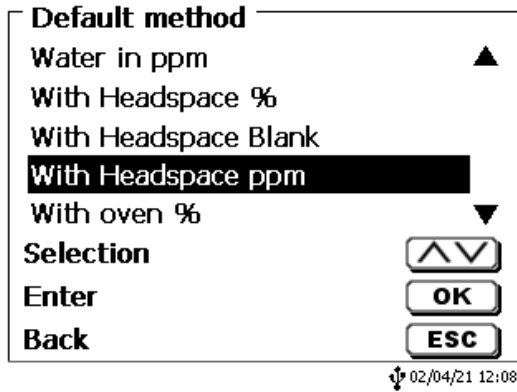 Default method
Water in ppm
With Headspace %
With Headspace Blank
With Headspace ppm
With oven %
Selection
Enter OK
Back ESC
02/04/21 12:08